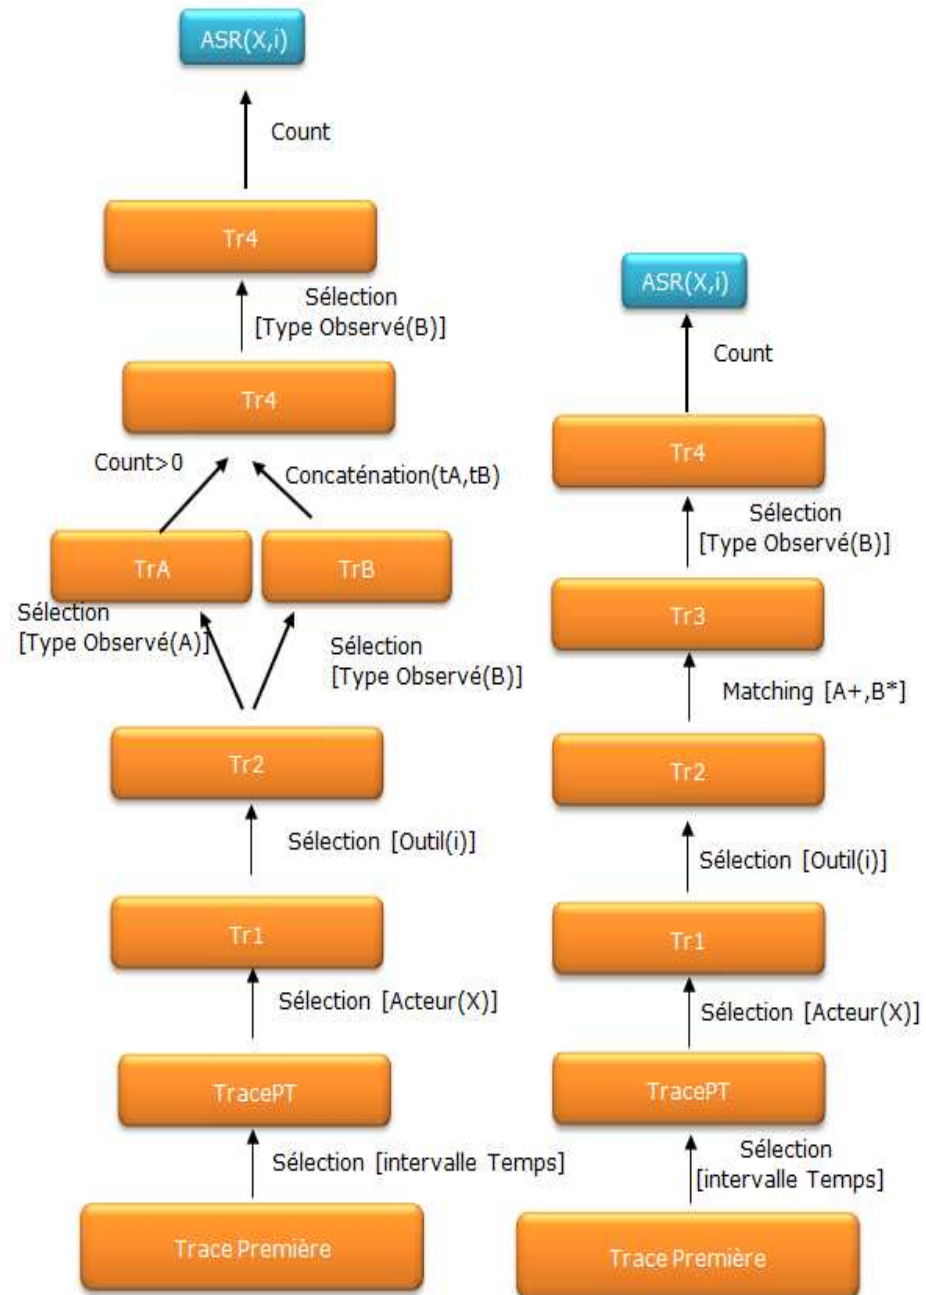 ASR(X,i)
Count
Tr4
Sélection
[Type Observé(B)]
Tr4
Count>0
Concaténation(tA,tB)
TrA
TrB
Sélection
[Type Observé(A)]
Sélection
[Type Observé(B)]
Tr2
Sélection [Outil(i)]
Tr1
Sélection [Acteur(X)]
TracePT
Sélection [intervalle Temps]
Trace Première
ASR(X,i)
Count
Tr4
Sélection
[Type Observé(B)]
Tr3
Matching [A+,B*]
Tr2
Sélection [Outil(i)]
Tr1
Sélection [Acteur(X)]
TracePT
Sélection
[intervalle Temps]
Trace Première